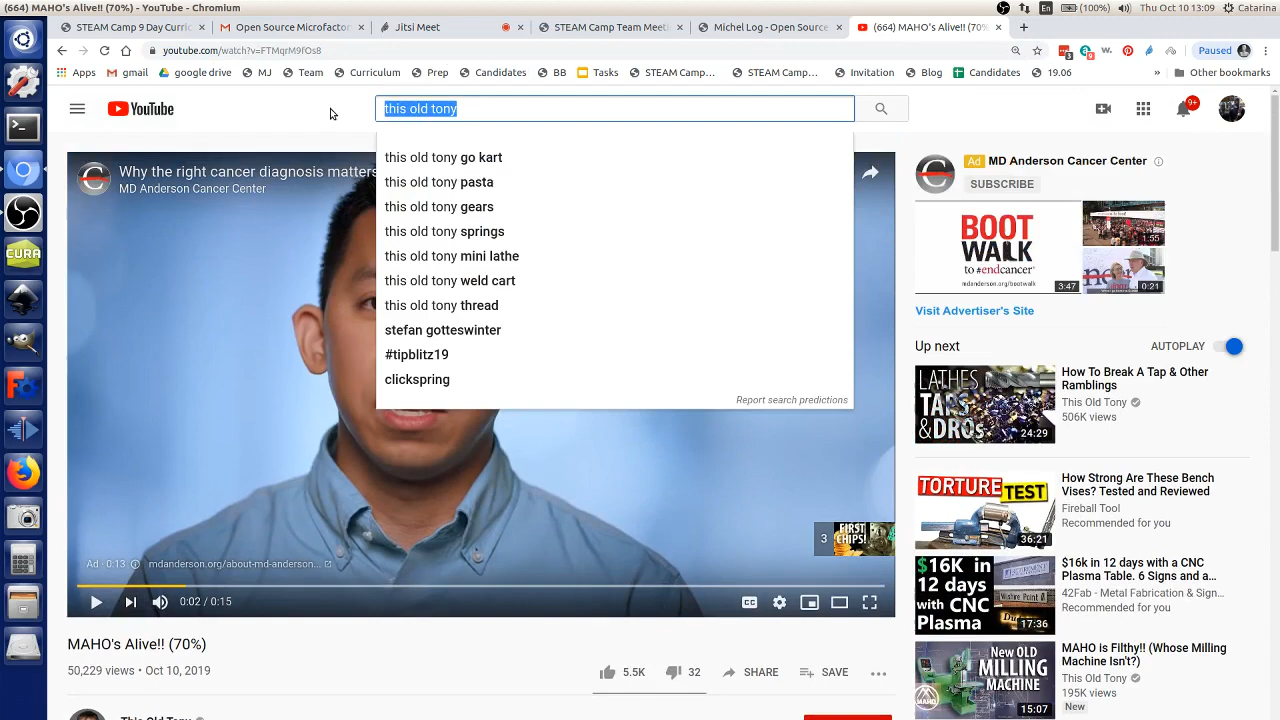 (664) MAHO's Alive!! (70%) - YouTube - Chromium
En
(100%)
Thu Oct 10 13:09
Catarina
STEAM Camp 9 Day Curric
Open Source Microfactor
Jitsi Meet
STEAM Camp Team Meeti
Michel Log - Open Source
(664) MAHO's Alive!! (70%
youtube.com/watch?v=FTMqrM9fOs8
Paused
Apps
gmail
google drive
MJ
Team
Curriculum
Prep
Candidates
BB
Tasks
STEAM Camp...
STEAM Camp...
Invitation
Blog
Candidates
19.06
»
Other bookmarks
YouTube
this old tony
9+
this old tony go kart
this old tony pasta
this old tony gears
this old tony springs
this old tony mini lathe
this old tony weld cart
this old tony thread
stefan gotteswinter
#tipblitz19
clickspring
Report search predictions
Why the right cancer diagnosis matters
MD Anderson Cancer Center
3
FIRST
CHIPS!
Ad · 0:13
mdanderson.org/about-md-anderson...
0:02 / 0:15
CC
MAHO's Alive!! (70%)
50,229 views • Oct 10, 2019
5.5K
32
SHARE
SAVE
This Old Tony
Ad MD Anderson Cancer Center
SUBSCRIBE
BOOT
WALK
to #endcancer
mdanderson.org/bootwalk
3:47
1:55
0:21
Visit Advertiser's Site
Up next
AUTOPLAY
LATHES
TAPS
& DROs
24:29
How To Break A Tap & Other
Ramblings
This Old Tony
506K views
TORTURE TEST
36:21
How Strong Are These Bench
Vises? Tested and Reviewed
Fireball Tool
Recommended for you
$16K in
12 days
with CNC
Plasma
Wishre Point
17:36
$16k in 12 days with a CNC
Plasma Table. 6 Signs and a...
42Fab - Metal Fabrication & Sign...
Recommended for you
New OLD
MILLING
MACHINE
MAHO
15:07
MAHO is Filthy!! (Whose Milling
Machine Isn't?)
This Old Tony
195K views
New
CURA